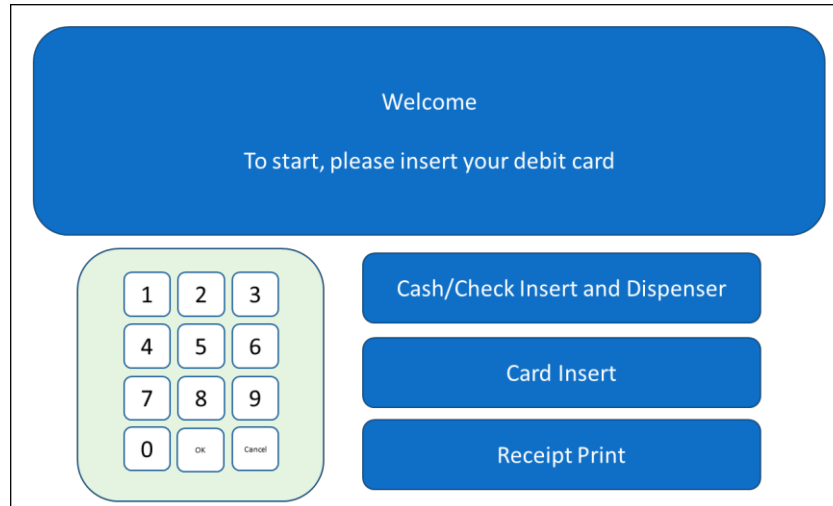 Welcome
To start, please insert your debit card
1 2 3
4 5 6
7 8 9
0 OK Cancel
Cash/Check Insert and Dispenser
Card Insert
Receipt Print